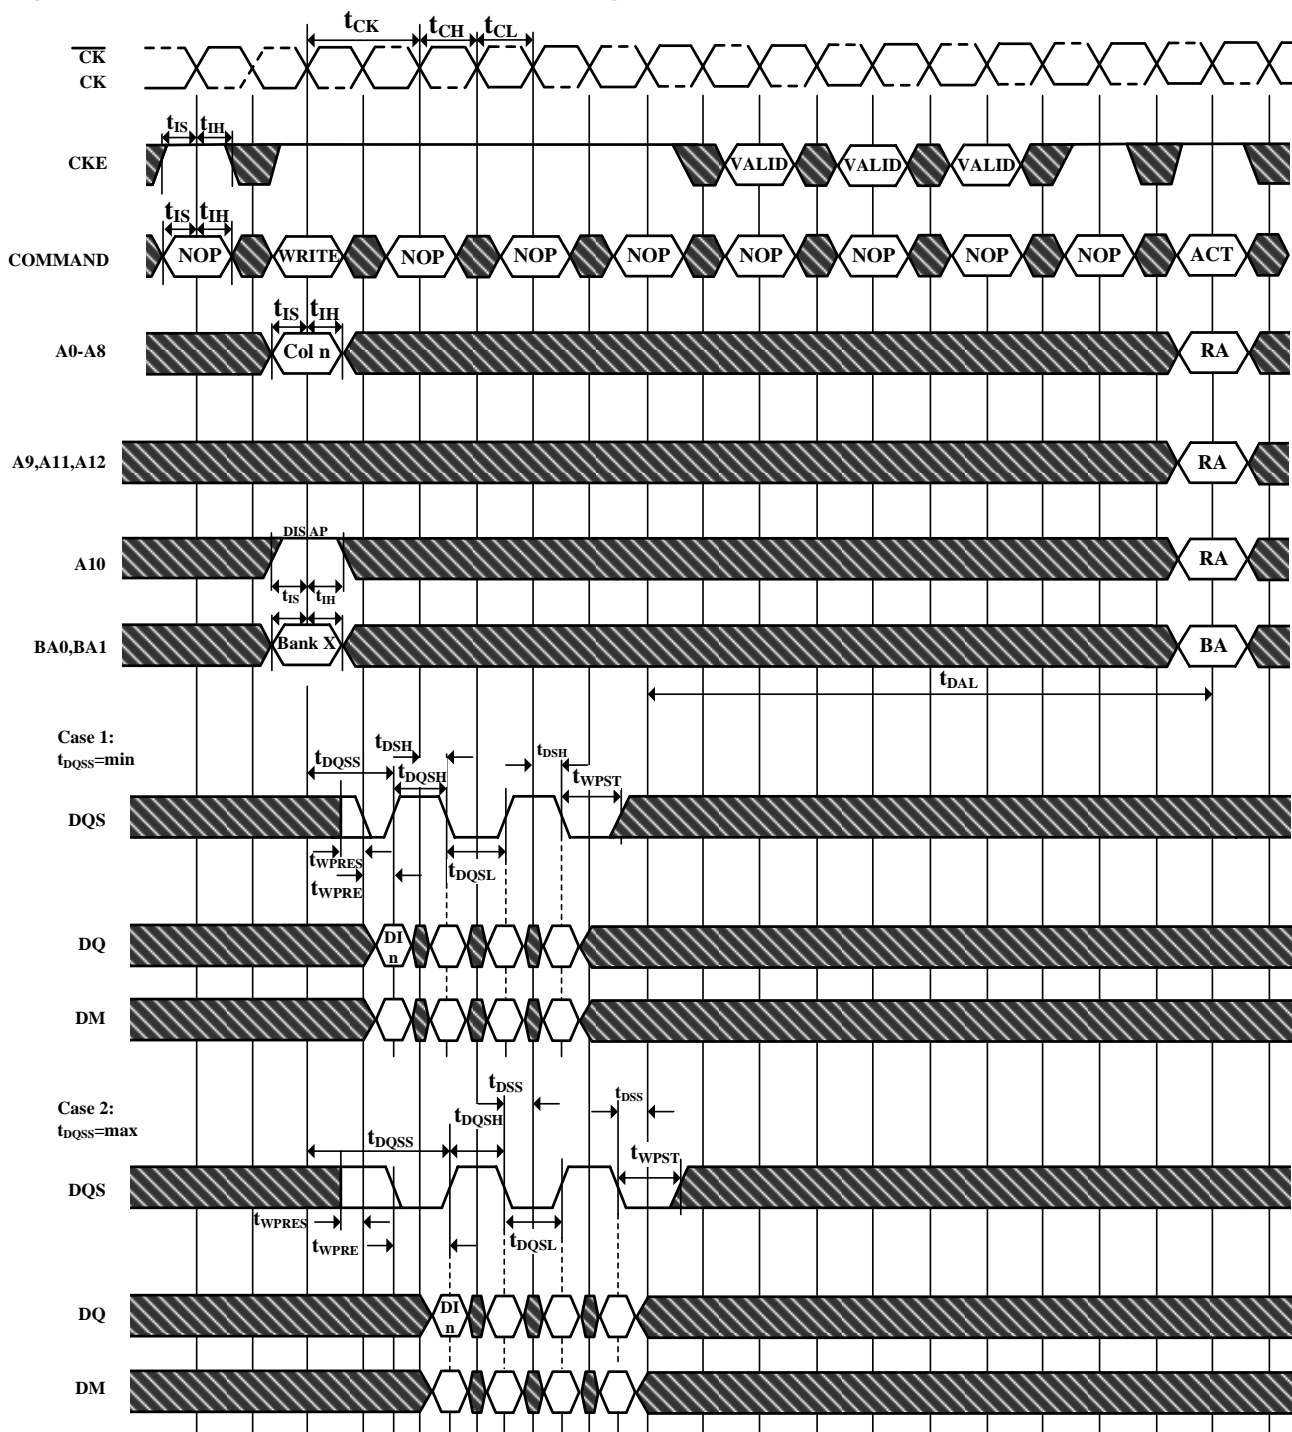 tCK tCH tCL
CK
CK
tIS tIH
CKE VALID VALID VALID
tIS tIH
COMMAND NOP WRITE NOP NOP NOP NOP NOP NOP NOP ACT
tIS tIH
A0-A8 Col n RA
A9,A11,A12 RA
DIS AP
A10 RA
tIS tIH
BA0,BA1 Bank X BA
tDAL
Case 1:
tDQSS=min
tDSH tDSH
tDQSS tDQSH tWPST
DQS
tWPRES tDQSL
tWPRE
DQ DI
n
DM
tDSS tDSS
Case 2:
tDQSS=max
tDQSH
tDQSS tWPST
DQS
tWPRES
tWPRE tDQSL
DQ DI
n
DM